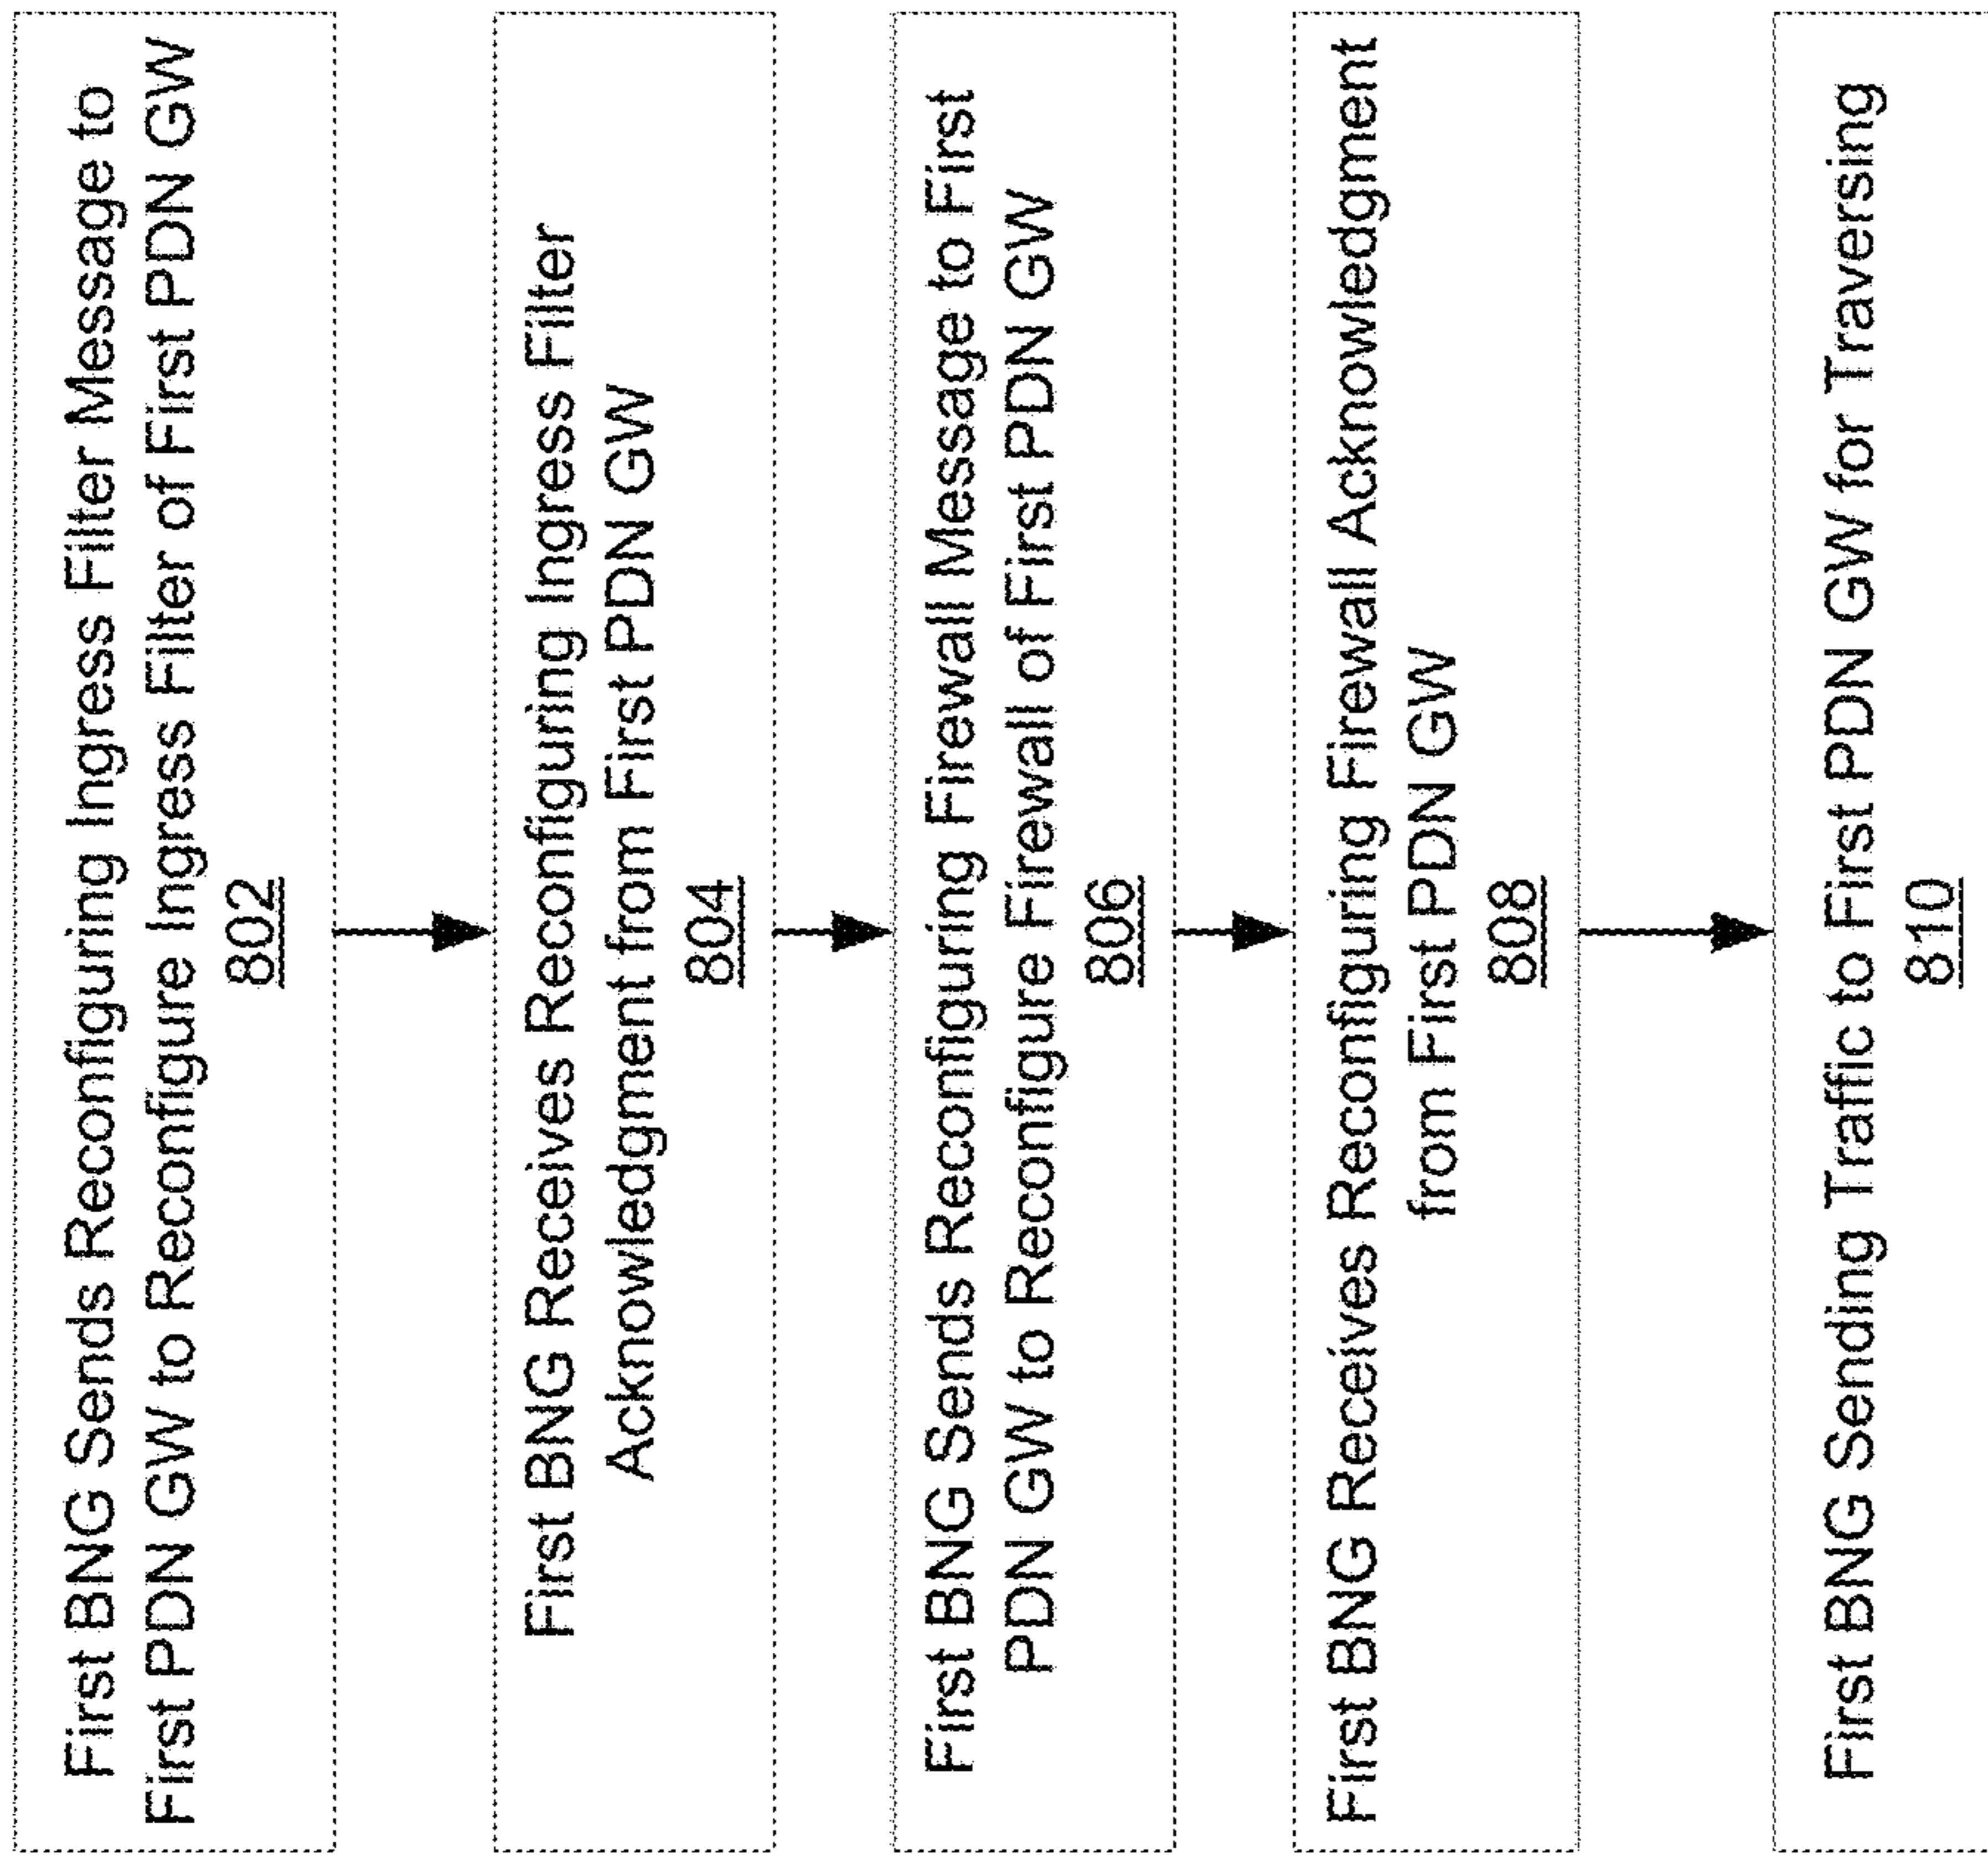 First BNG Sends Reconfiguring Ingress Filter Message to
First PDN GW to Reconfigure Ingress Filter of First PDN GW
802
First BNG Receives Reconfiguring Ingress Filter
Acknowledgment from First PDN GW
804
First BNG Sends Reconfiguring Firewall Message to First
PDN GW to Reconfigure Firewall of First PDN GW
806
First BNG Receives Reconfiguring Firewall Acknowledgment
from First PDN GW
808
First BNG Sending Traffic to First PDN GW for Traversing
810